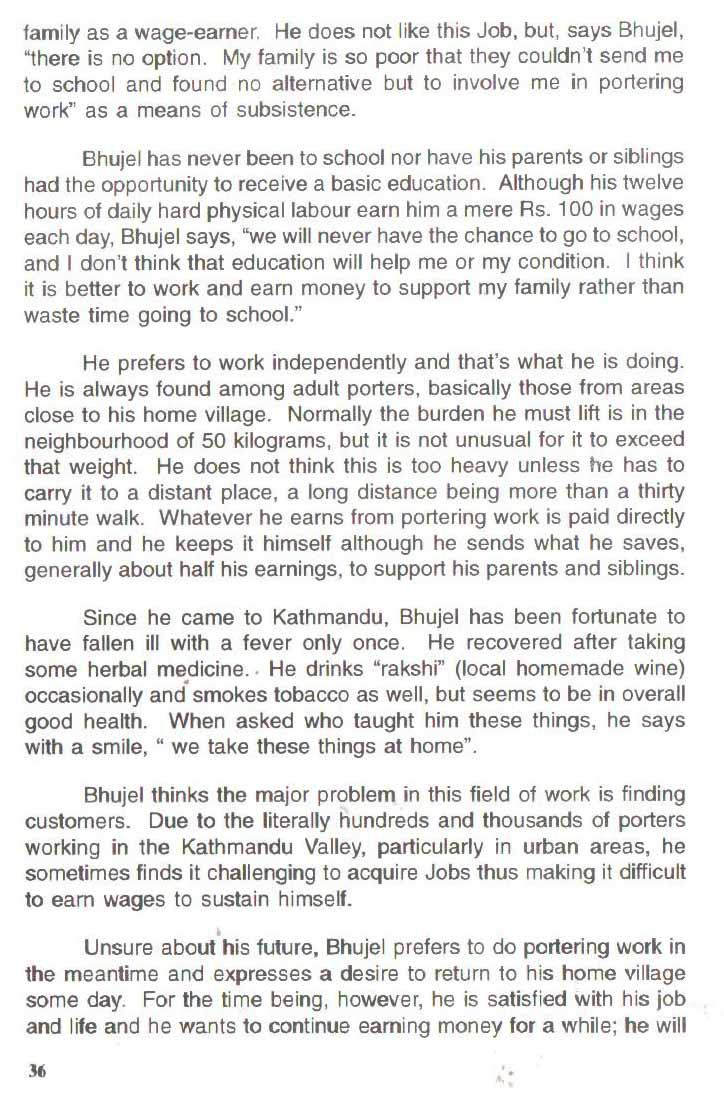 family as a wage-earner. He does not like this Job, but, says Bhujel,
“there is no option. My family is so poor that they couldn't send me
to school and found no alternative but to involve me in portering
work” as a means of subsistence.
Bhujel has never been to school nor have his parents or siblings
had the opportunity to receive a basic education. Although his twelve
hours of daily hard physical labour earn him a mere Rs. 100 in wages
each day, Bhujel says, “we will never have the chance to go to school,
and I don't think that education will help me or my condition. I think
it is better to work and earn money to support my family rather than
waste time going to school.”
He prefers to work independently and that's what he is doing.
He is always found among adult porters, basically those from areas
close to his home village. Normally the burden he must lift is in the
neighbourhood of 50 kilograms, but it is not unusual for it to exceed
that weight. He does not think this is too heavy unless he has to
carry it to a distant place, a long distance being more than a thirty
minute walk. Whatever he earns from portering work is paid directly
to him and he keeps it himself although he sends what he saves,
generally about half his earnings, to support his parents and siblings.
Since he came to Kathmandu, Bhujel has been fortunate to
have fallen ill with a fever only once. He recovered after taking
some herbal medicine. He drinks “rakshi” (local homemade wine)
occasionally and smokes tobacco as well, but seems to be in overall
good health. When asked who taught him these things, he says
with a smile, “ we take these things at home”.
Bhujel thinks the major problem in this field of work is finding
customers. Due to the literally hundreds and thousands of porters
working in the Kathmandu Valley, particularly in urban areas, he
sometimes finds it challenging to acquire Jobs thus making it difficult
to earn wages to sustain himself.
Unsure about his future, Bhujel prefers to do portering work in
the meantime and expresses a desire to return to his home village
some day. For the time being, however, he is satisfied with his job
and life and he wants to continue earning money for a while; he will
36